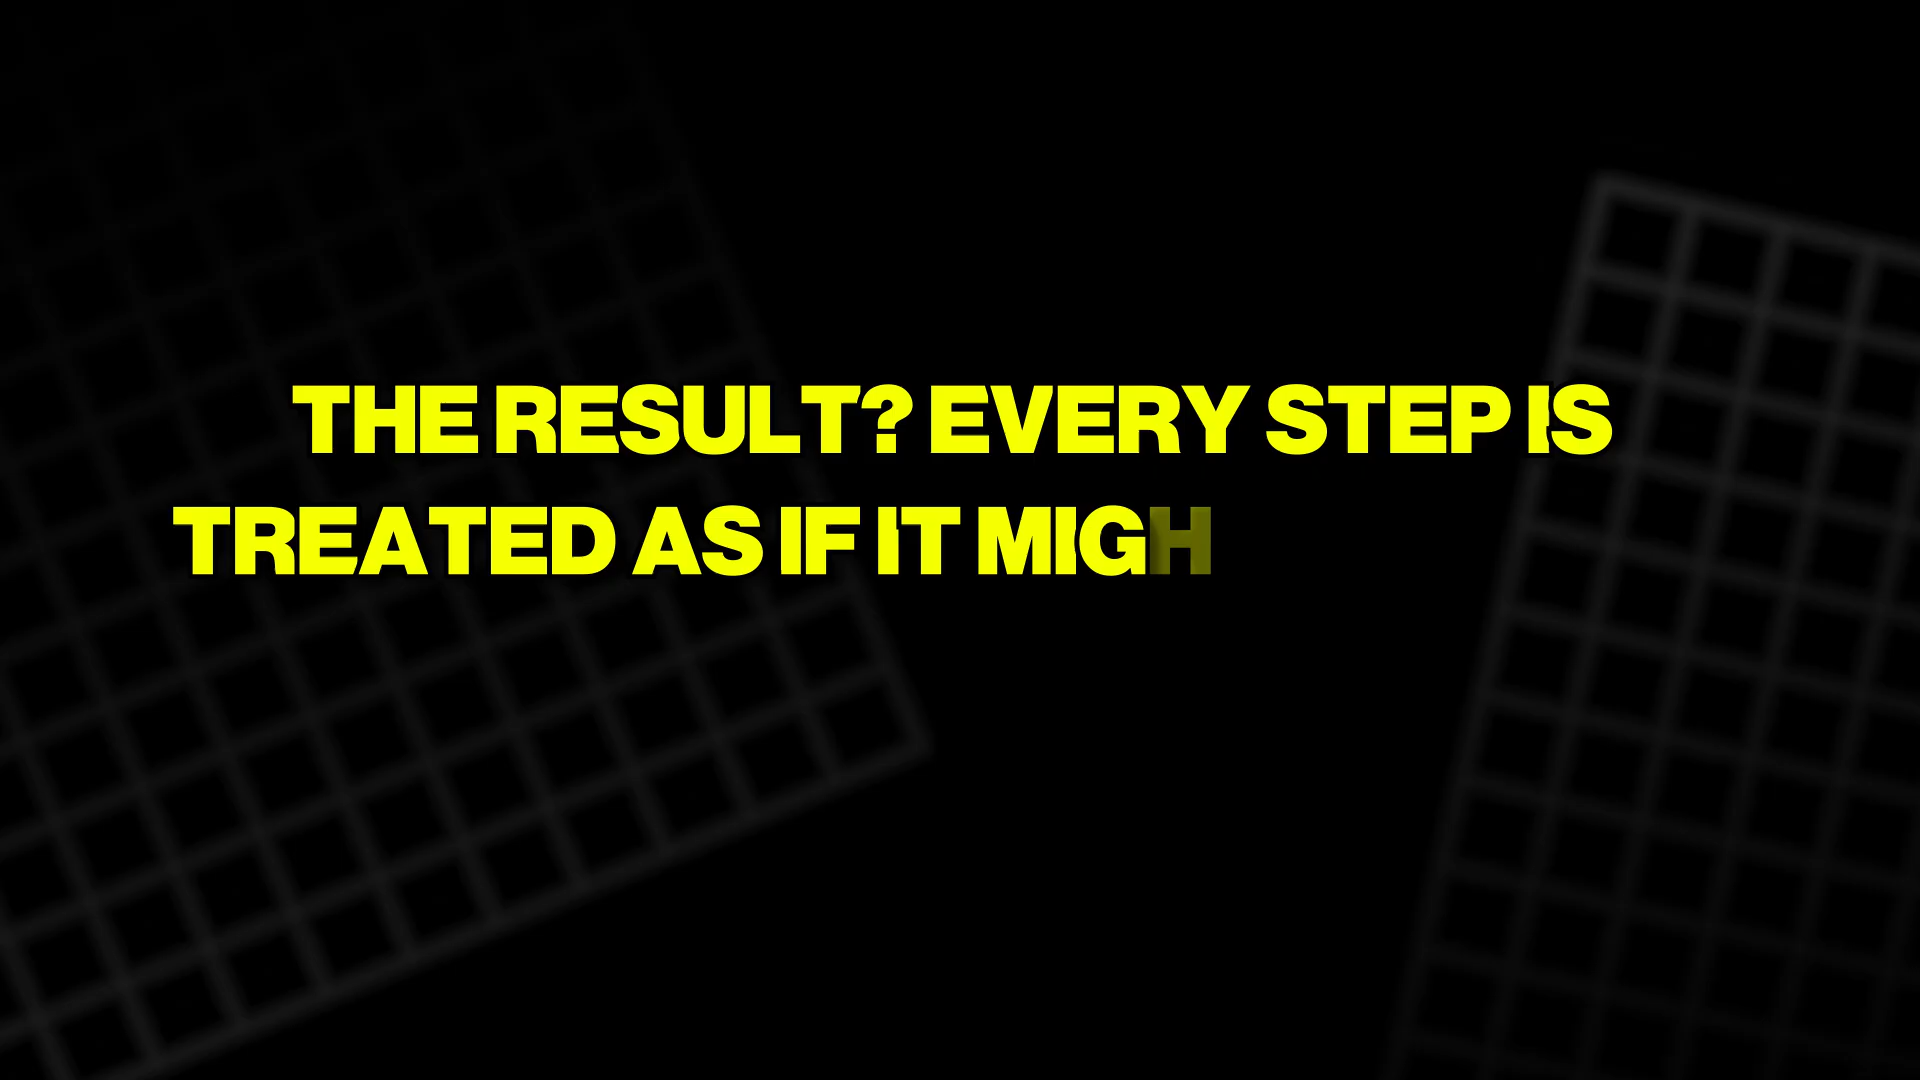 THE RESULT? EVERY STEP IS
TREATED AS IF IT MIGH